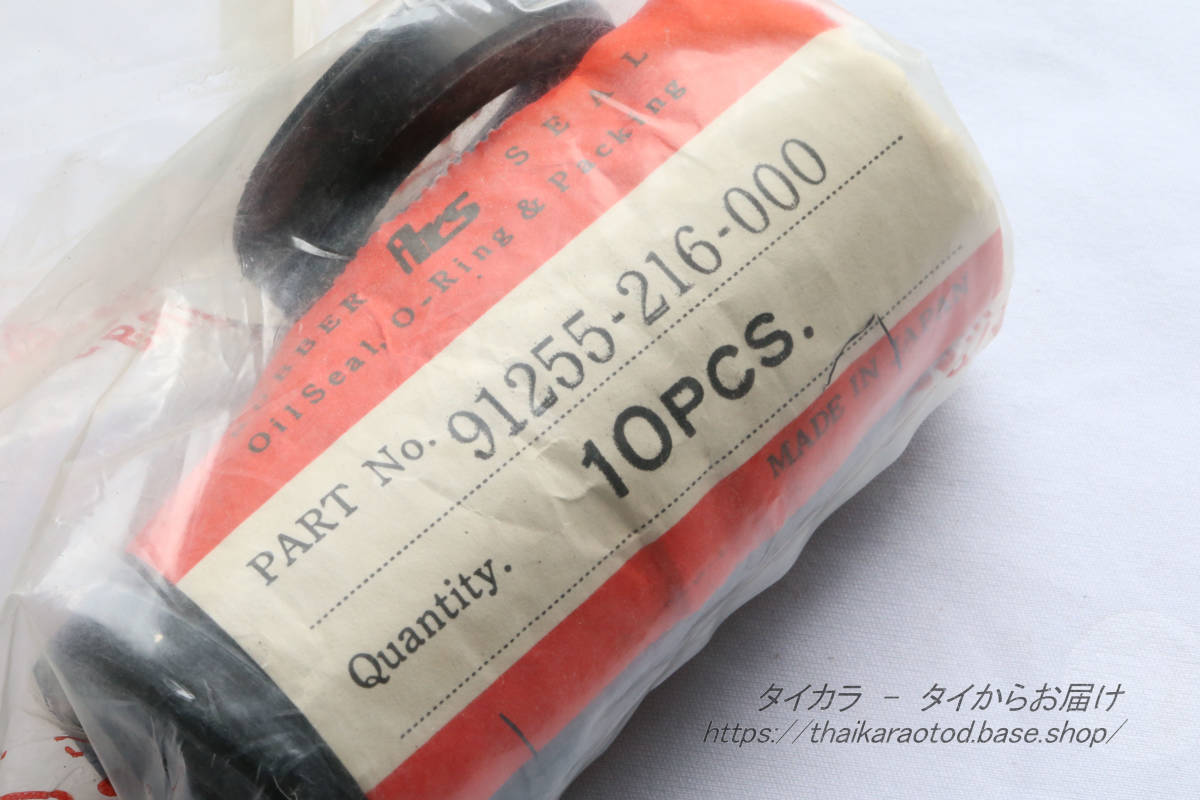 SEAL
Oil Seal, O-Ring & Packing
PART No. 91255-216-000
Quantity. 10PCS.
MADE IN JAPAN
タイカラ - タイからお届け
https://thaikaraotod.base.shop/